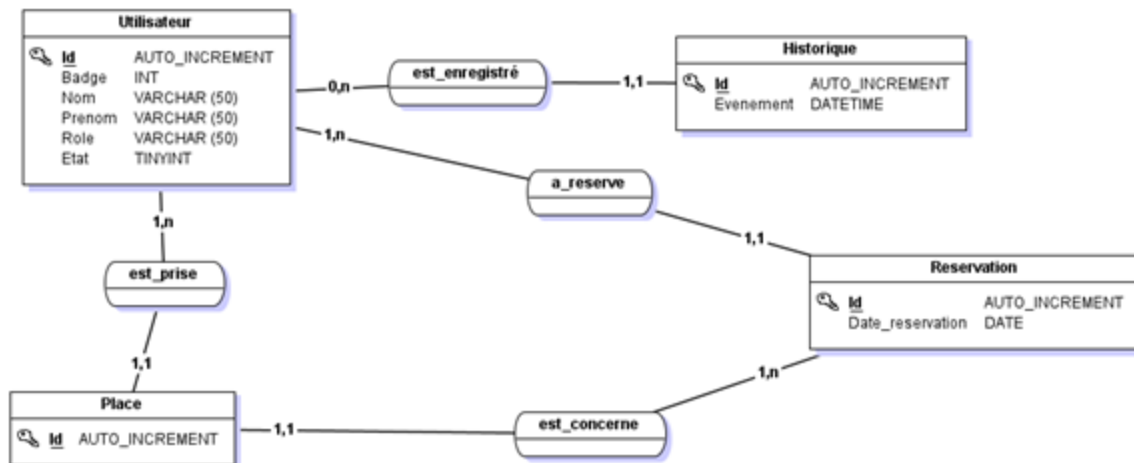 Utilisateur
Id AUTO_INCREMENT
Badge INT
Nom VARCHAR (50)
Prenom VARCHAR (50)
Role VARCHAR (50)
Etat TINYINT
0,n
est_enregistré
1,1
Historique
Id AUTO_INCREMENT
Evenement DATETIME
1,n
a_reserve
1,1
Reservation
Id AUTO_INCREMENT
Date_reservation DATE
1,n
est_prise
1,1
Place
Id AUTO_INCREMENT
1,1
est_concerne
1,n